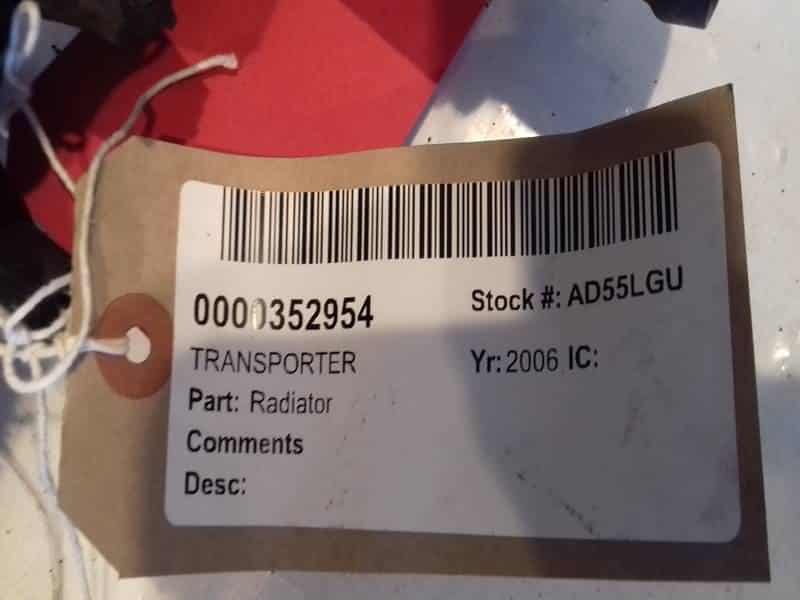 0000352954 Stock #: AD55LGU
TRANSPORTER Yr: 2006 IC:
Part: Radiator
Comments
Desc: